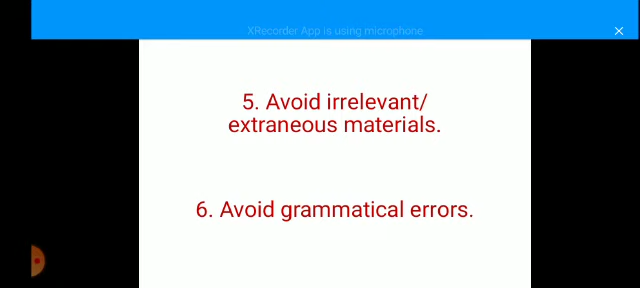 XRecorder App is using microphone
5. Avoid irrelevant/
extraneous materials.
6. Avoid grammatical errors.